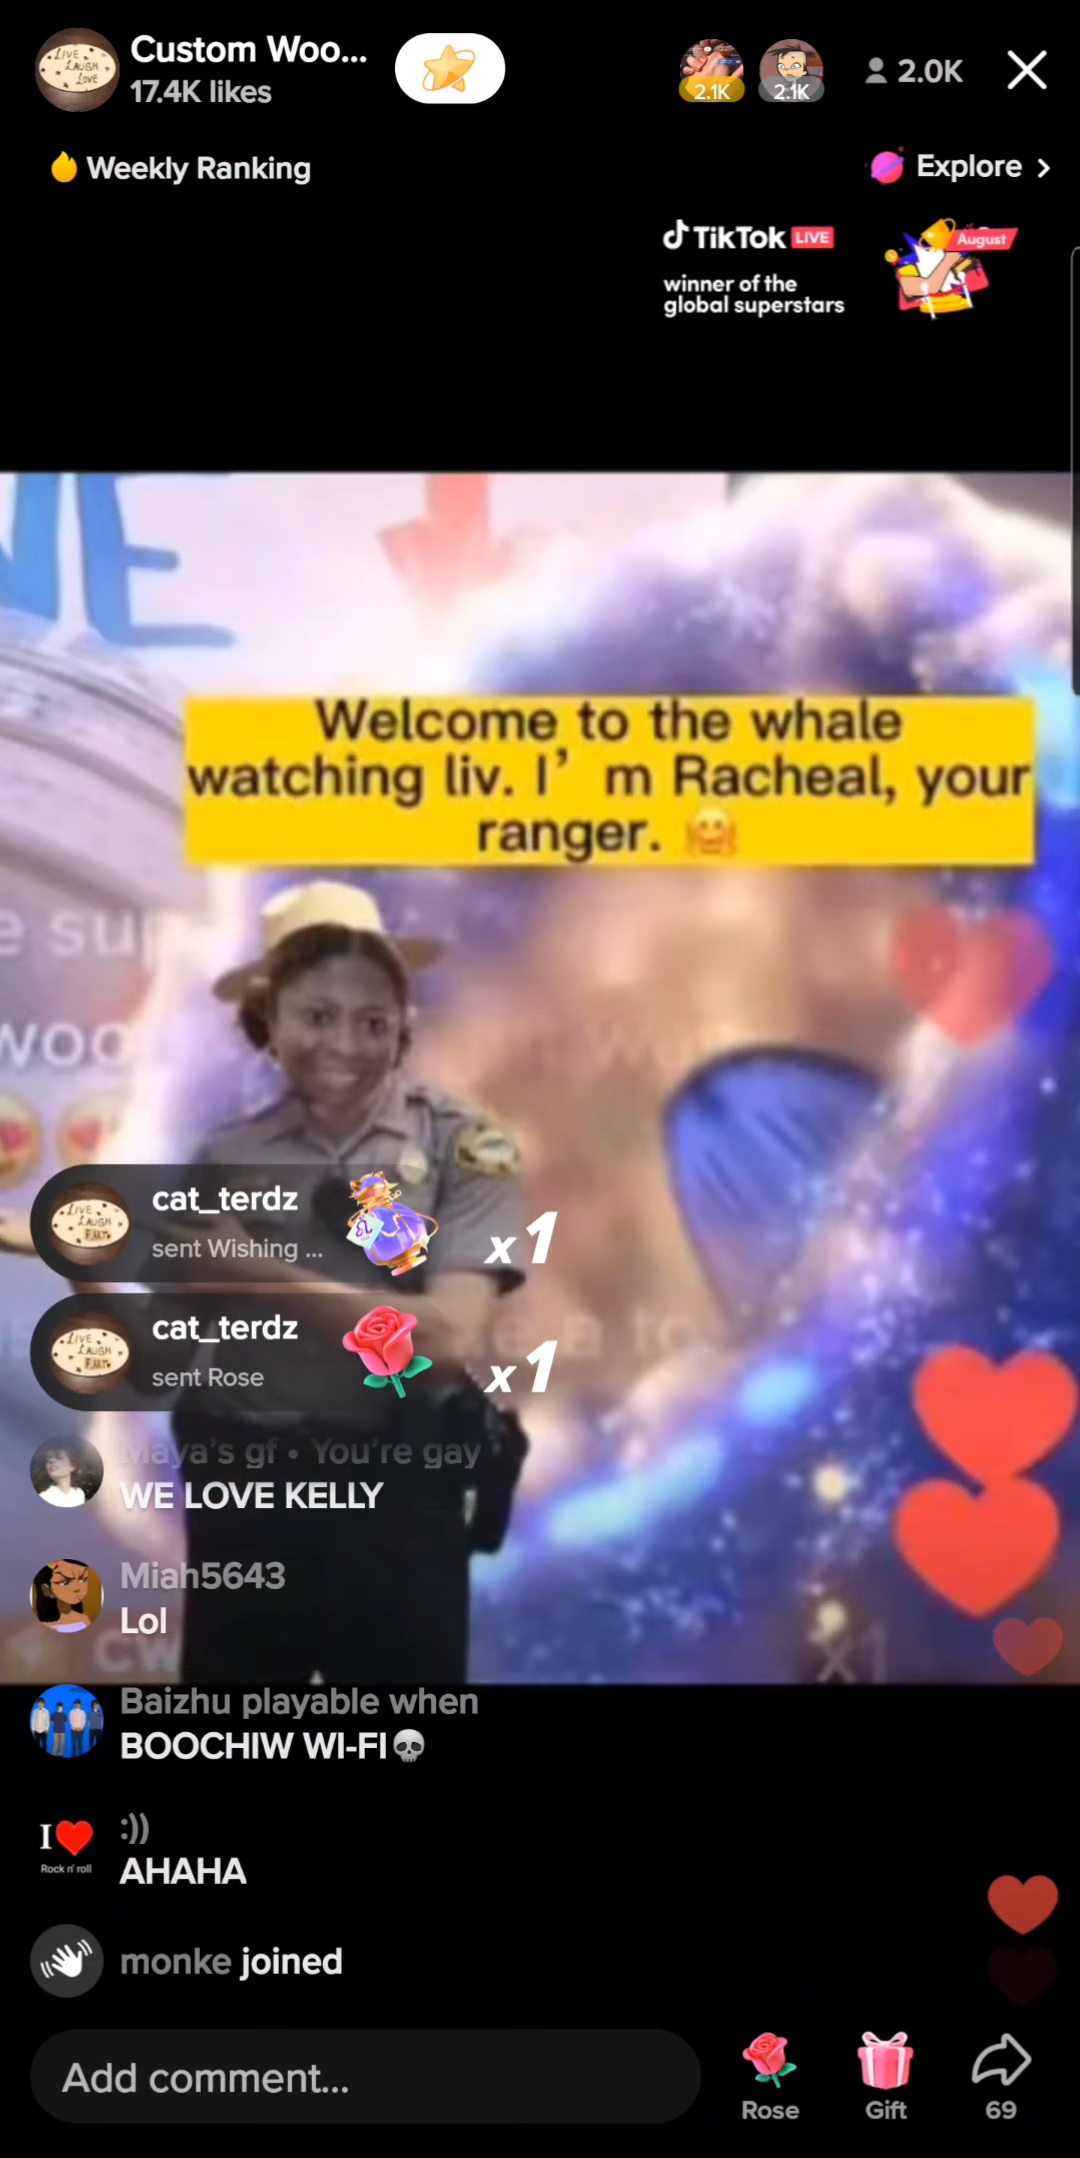 Custom Woo...
17.4K likes
2.1K
2.1K
2.0K
Weekly Ranking
Explore
TikTok LIVE
August
winner of the
global superstars
Welcome to the whale
watching liv. I’m Racheal, your
ranger. 🤗
cat_terdz
sent Wishing ...
x1
cat_terdz
sent Rose
x1
Maya's gf • You're gay
WE LOVE KELLY
Miah5643
Lol
Baizhu playable when
BOOCHIW WI-FI💀
I❤
Rock n' roll
:))
AHAHA
monke joined
Add comment...
Rose
Gift
69